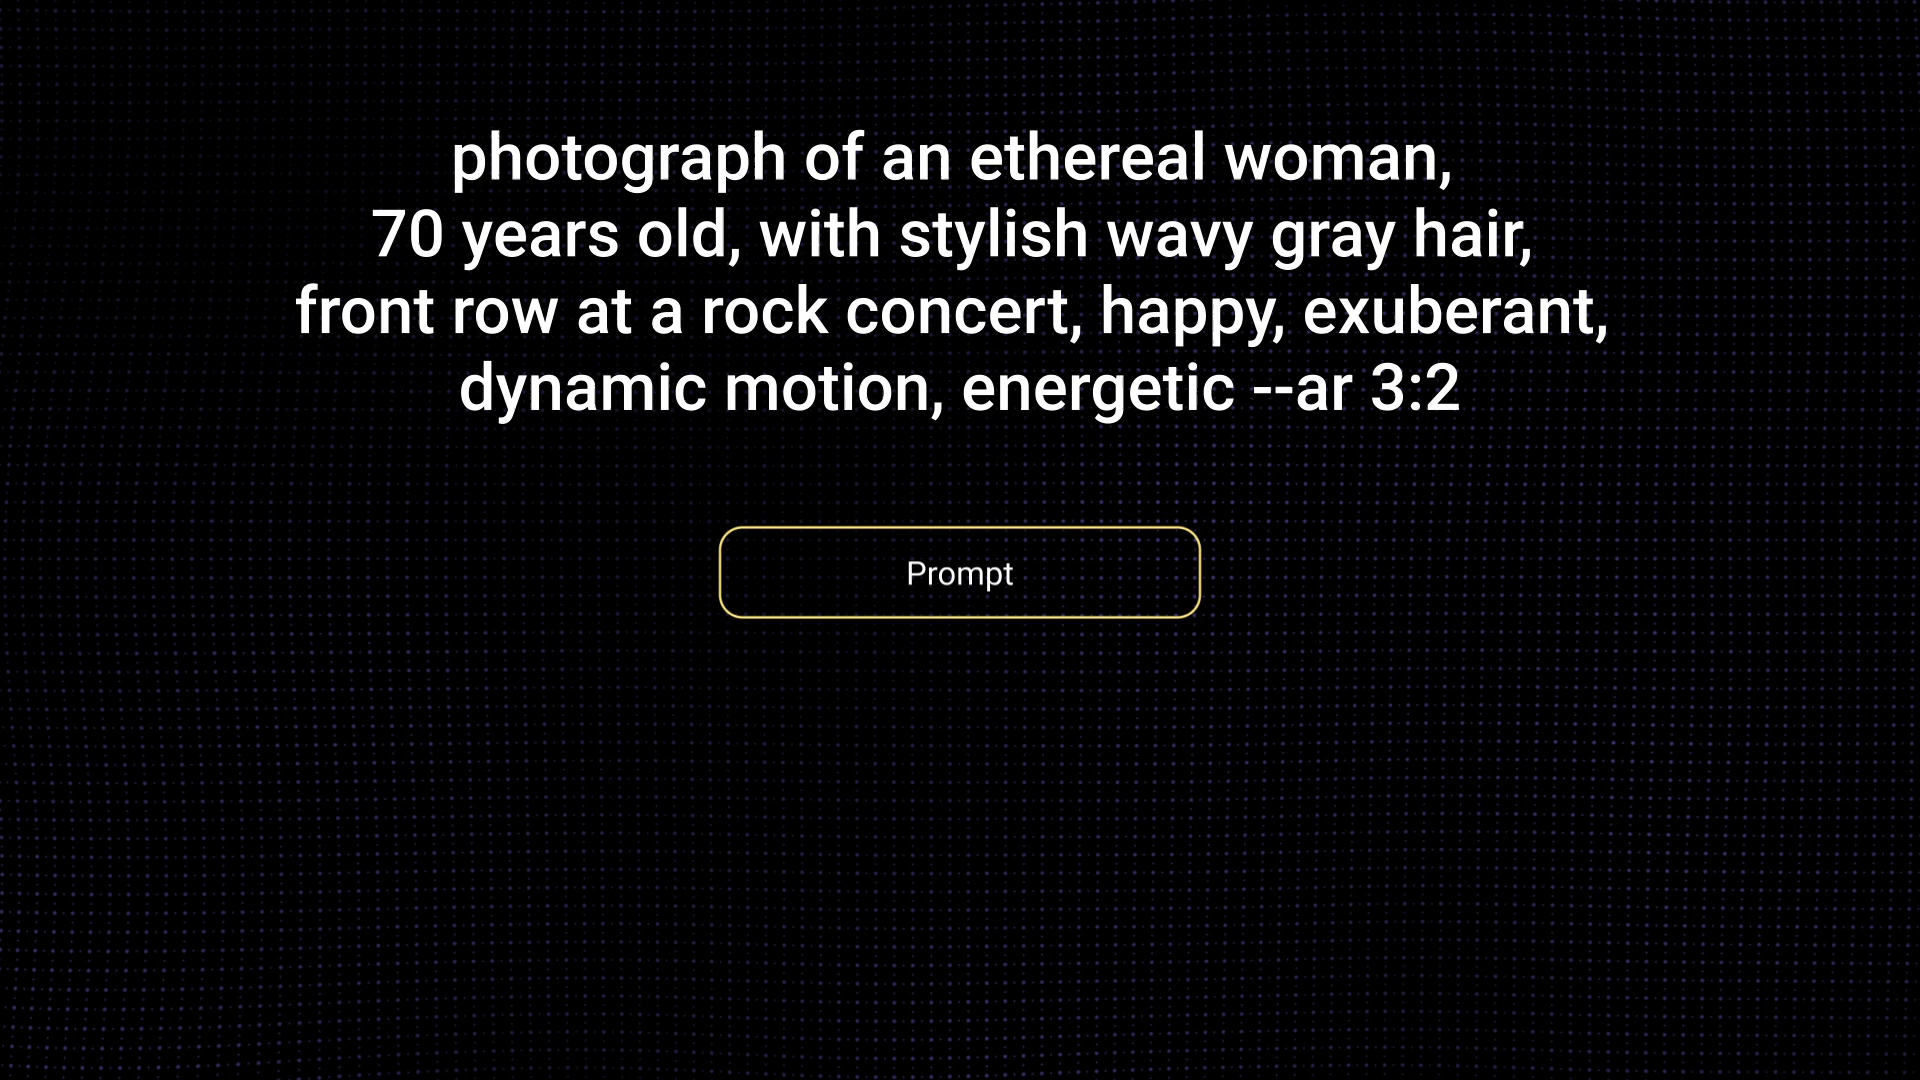 photograph of an ethereal woman,
70 years old, with stylish wavy gray hair,
front row at a rock concert, happy, exuberant,
dynamic motion, energetic --ar 3:2
Prompt